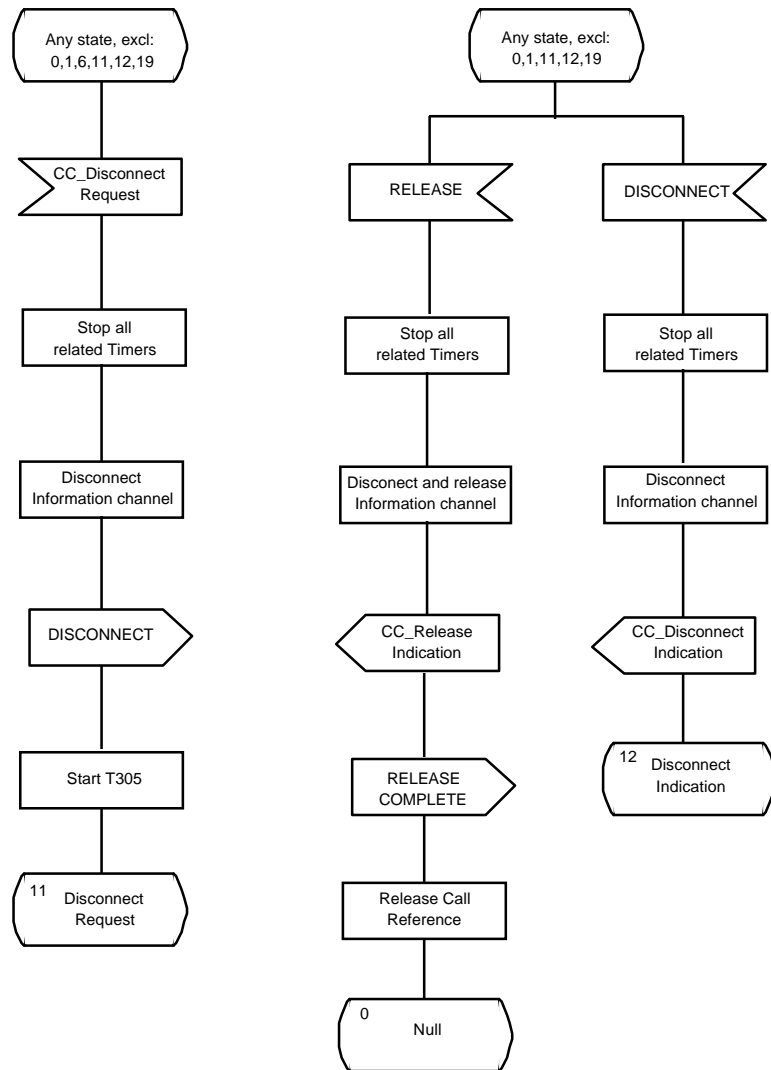 Any state, excl:
0,1,6,11,12,19
CC_Disconnect
Request
Stop all
related Timers
Disconnect
Information channel
DISCONNECT
Start T305
11
Disconnect
Request
Any state, excl:
0,1,11,12,19
RELEASE
Stop all
related Timers
Disconect and release
Information channel
CC_Release
Indication
RELEASE
COMPLETE
Release Call
Reference
0
Null
DISCONNECT
Stop all
related Timers
Disconnect
Information channel
CC_Disconnect
Indication
12
Disconnect
Indication